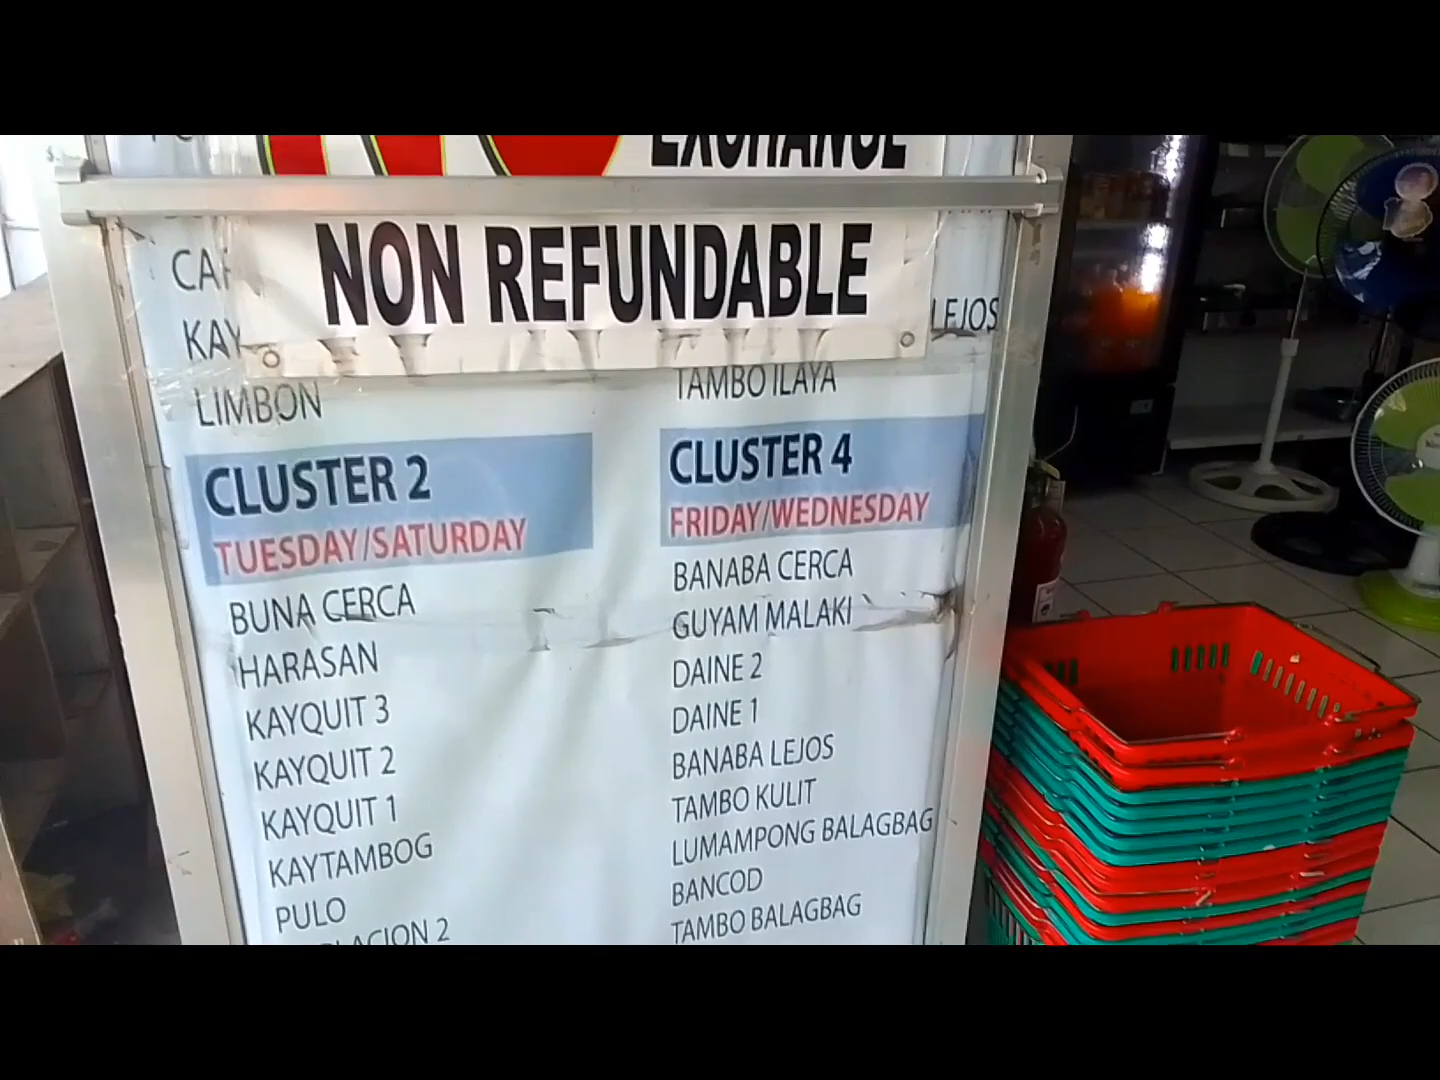 NO EXCHANGE
NON REFUNDABLE
LIMBON
CLUSTER 2
TUESDAY/SATURDAY
BUNA CERCA
HARASAN
KAYQUIT 3
KAYQUIT 2
KAYQUIT 1
KAYTAMBOG
PULO
LEJOS
TAMBO ILAYA
CLUSTER 4
FRIDAY/WEDNESDAY
BANABA CERCA
GUYAM MALAKI
DAINE 2
DAINE 1
BANABA LEJOS
TAMBO KULIT
LUMAMPONG BALAGBAG
BANCOD
TAMBO BALAGBAG